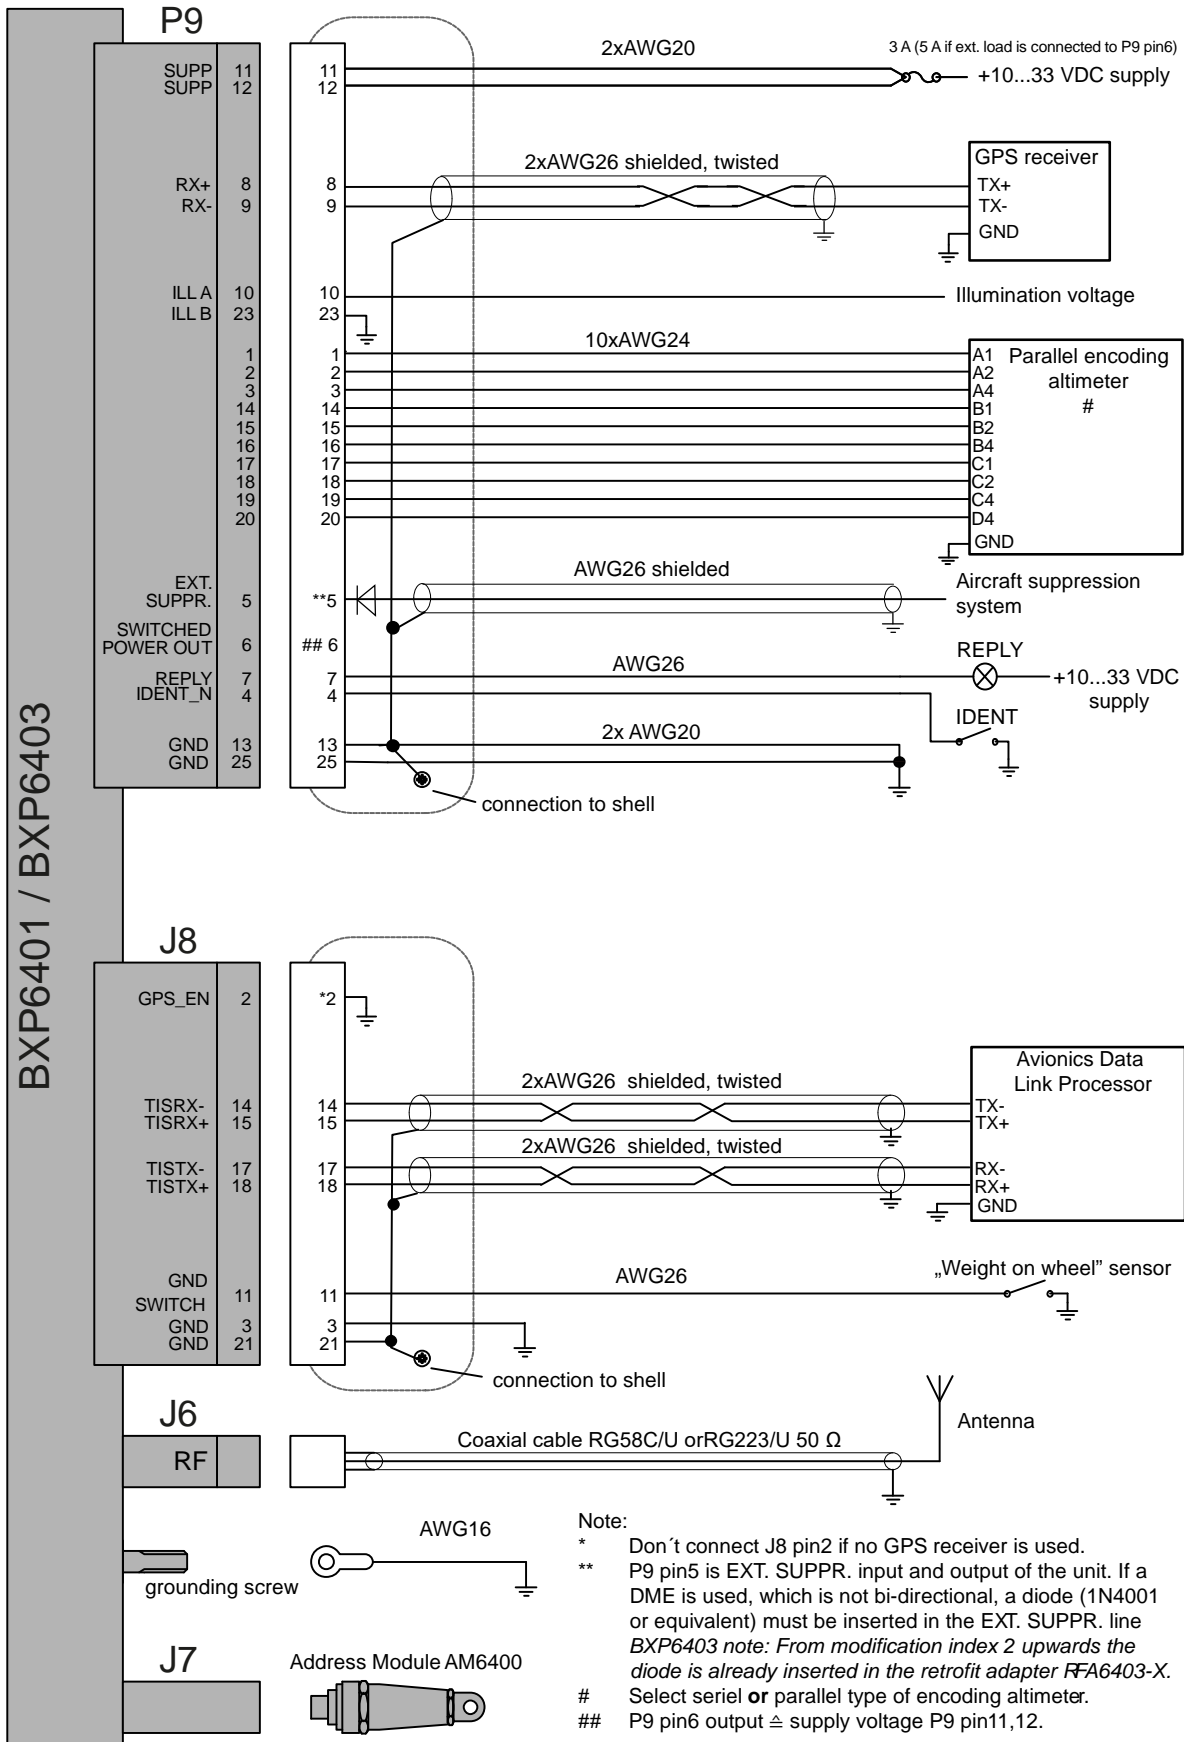 BXP6401 / BXP6403
P9
2xAWG20
3 A (5 A if ext. load is connected to P9 pin6)
SUPP 11 11
+10...33 VDC supply
SUPP 12 12
2xAWG26 shielded, twisted
GPS receiver
RX+ 8 8 TX+
RX- 9 9 TX-
GND
ILL A 10 10 Illumination voltage
ILL B 23 23
10xAWG24
Parallel encoding
altimeter
#
1 1 A1
2 2 A2
3 3 A4
14 14 B1
15 15 B2
16 16 B4
17 17 C1
18 18 C2
19 19 C4
20 20 D4
GND
AWG26 shielded
EXT.
SUPPR. 5 **5
Aircraft suppression
system
SWITCHED
POWER OUT 6 ## 6
REPLY
AWG26
REPLY 7 7
+10...33 VDC
supply
IDENT_N 4 4
IDENT
2x AWG20
GND 13 13
GND 25 25
connection to shell
J8
GPS_EN 2 *2
2xAWG26 shielded, twisted
Avionics Data
Link Processor
TISRX- 14 14 TX-
TISRX+ 15 15 TX+
2xAWG26 shielded, twisted
TISTX- 17 17 RX-
TISTX+ 18 18 RX+
GND
GND
SWITCH 11 11
AWG26
„Weight on wheel” sensor
GND 3 3
GND 21 21
connection to shell
J6
RF
Coaxial cable RG58C/U orRG223/U 50 Ω
Antenna
grounding screw
AWG16
J7
Address Module AM6400
Note:
* Don´t connect J8 pin2 if no GPS receiver is used.
** P9 pin5 is EXT. SUPPR. input and output of the unit. If a
DME is used, which is not bi-directional, a diode (1N4001
or equivalent) must be inserted in the EXT. SUPPR. line
BXP6403 note: From modification index 2 upwards the
diode is already inserted in the retrofit adapter RFA6403-X.
# Select seriel or parallel type of encoding altimeter.
## P9 pin6 output ≙ supply voltage P9 pin11,12.